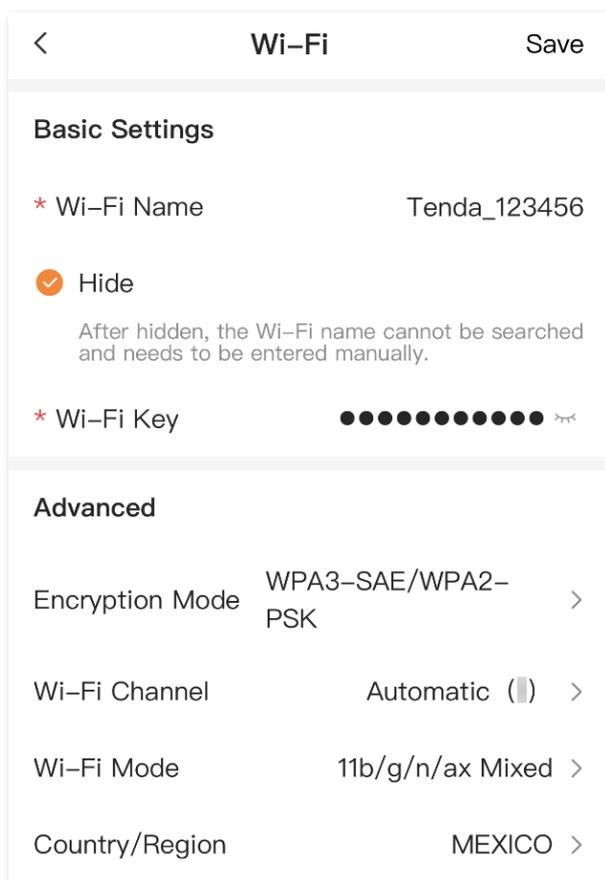 Wi–Fi
Save
Basic Settings
* Wi–Fi Name
Tenda_123456
Hide
After hidden, the Wi–Fi name cannot be searched
and needs to be entered manually.
* Wi–Fi Key
●●●●●●●●●●●
Advanced
Encryption Mode
WPA3–SAE/WPA2–
PSK
Wi–Fi Channel
Automatic ( )
Wi–Fi Mode
11b/g/n/ax Mixed
Country/Region
MEXICO